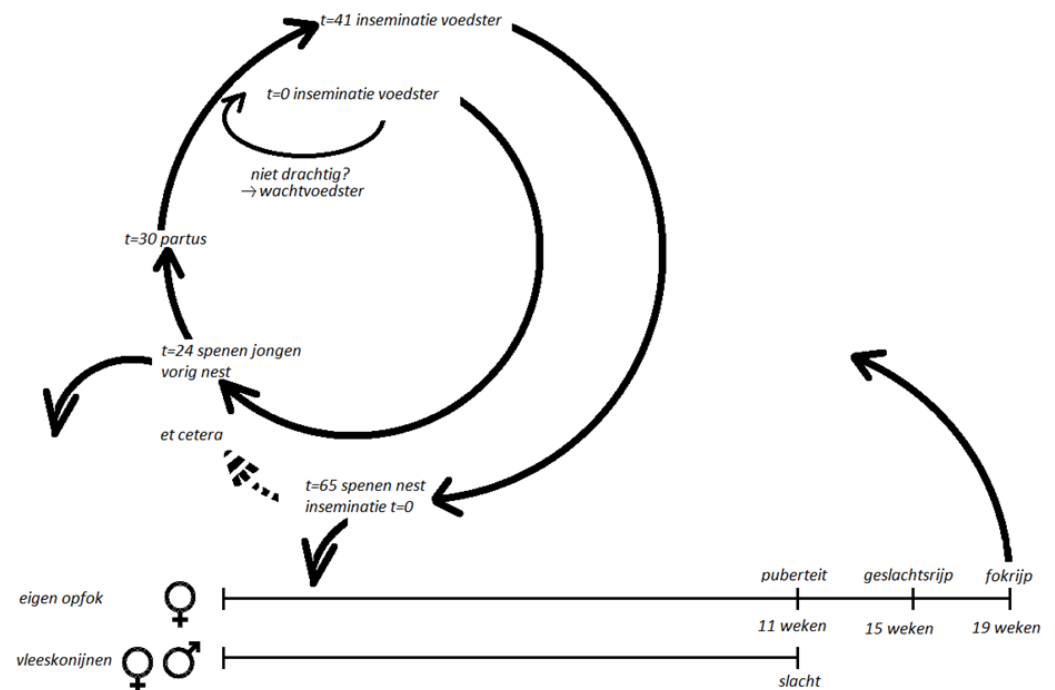 t=41 inseminatie voedster
t=0 inseminatie voedster
niet drachtig?
→wachtvoedster
t=30 partus
t=24 spenen jongen
vorig nest
et cetera
t=65 spenen nest
inseminatie t=0
puberteit
geslachtsrijp
fokrijp
eigen opfok
11 weken
15 weken
19 weken
vleeskonijnen
slacht